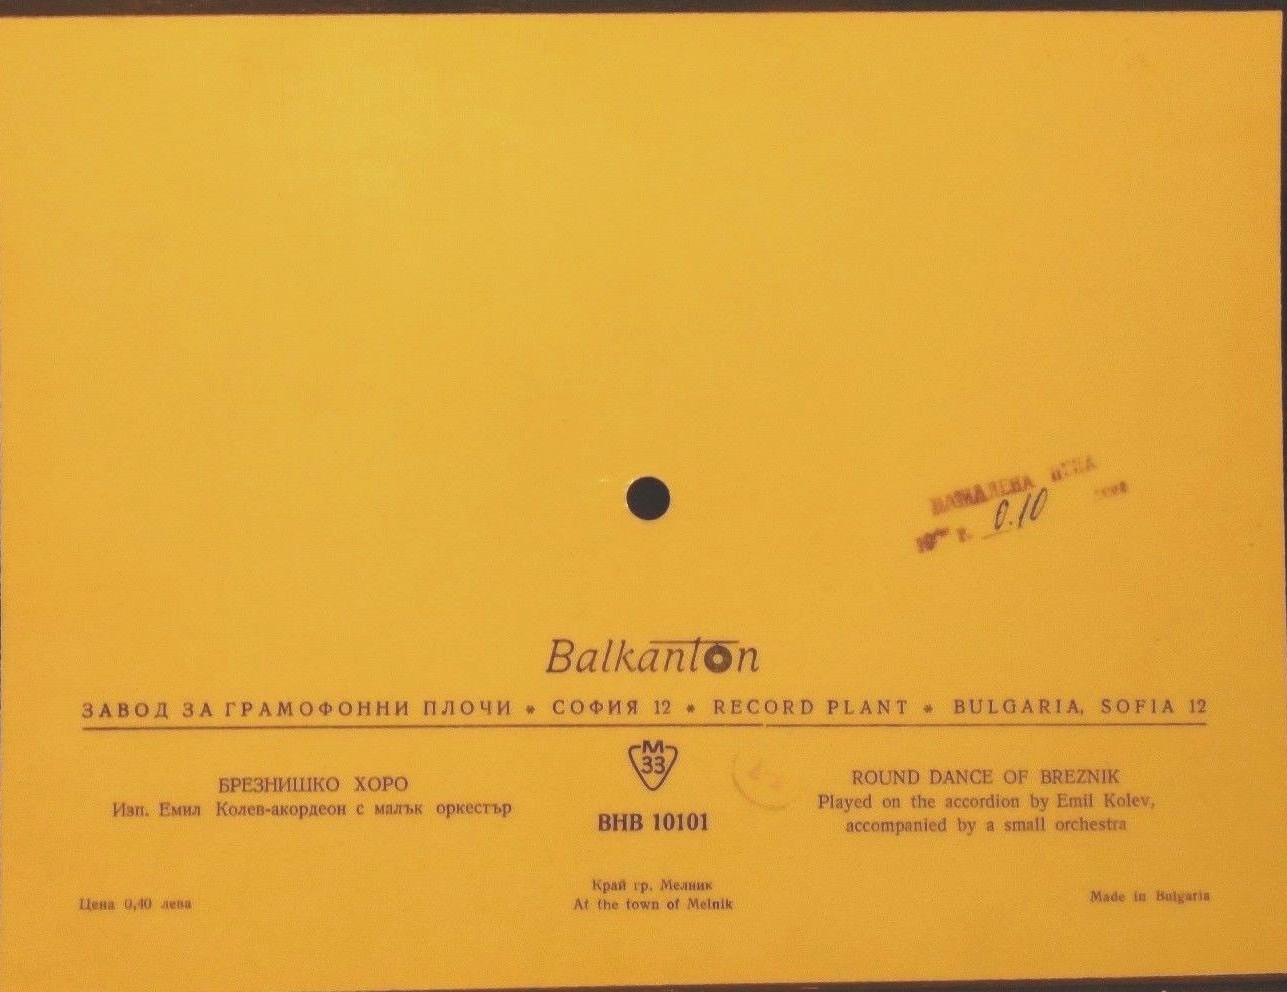 НАМАЛЕНА ЦЕНА
0.10
Balkanton
ЗАВОД ЗА ГРАМОФОННИ ПЛОЧИ * СОФИЯ 12 * RECORD PLANT * BULGARIA, SOFIA 12
М
33
БРЕЗНИШКО ХОРО
Изп. Емил Колев-акордеон с малък оркестър
ВНВ 10101
ROUND DANCE OF BREZNIK
Played on the accordion by Emil Kolev,
accompanied by a small orchestra
Край гр. Мелник
At the town of Melnik
Цена 0,40 лева
Made in Bulgaria